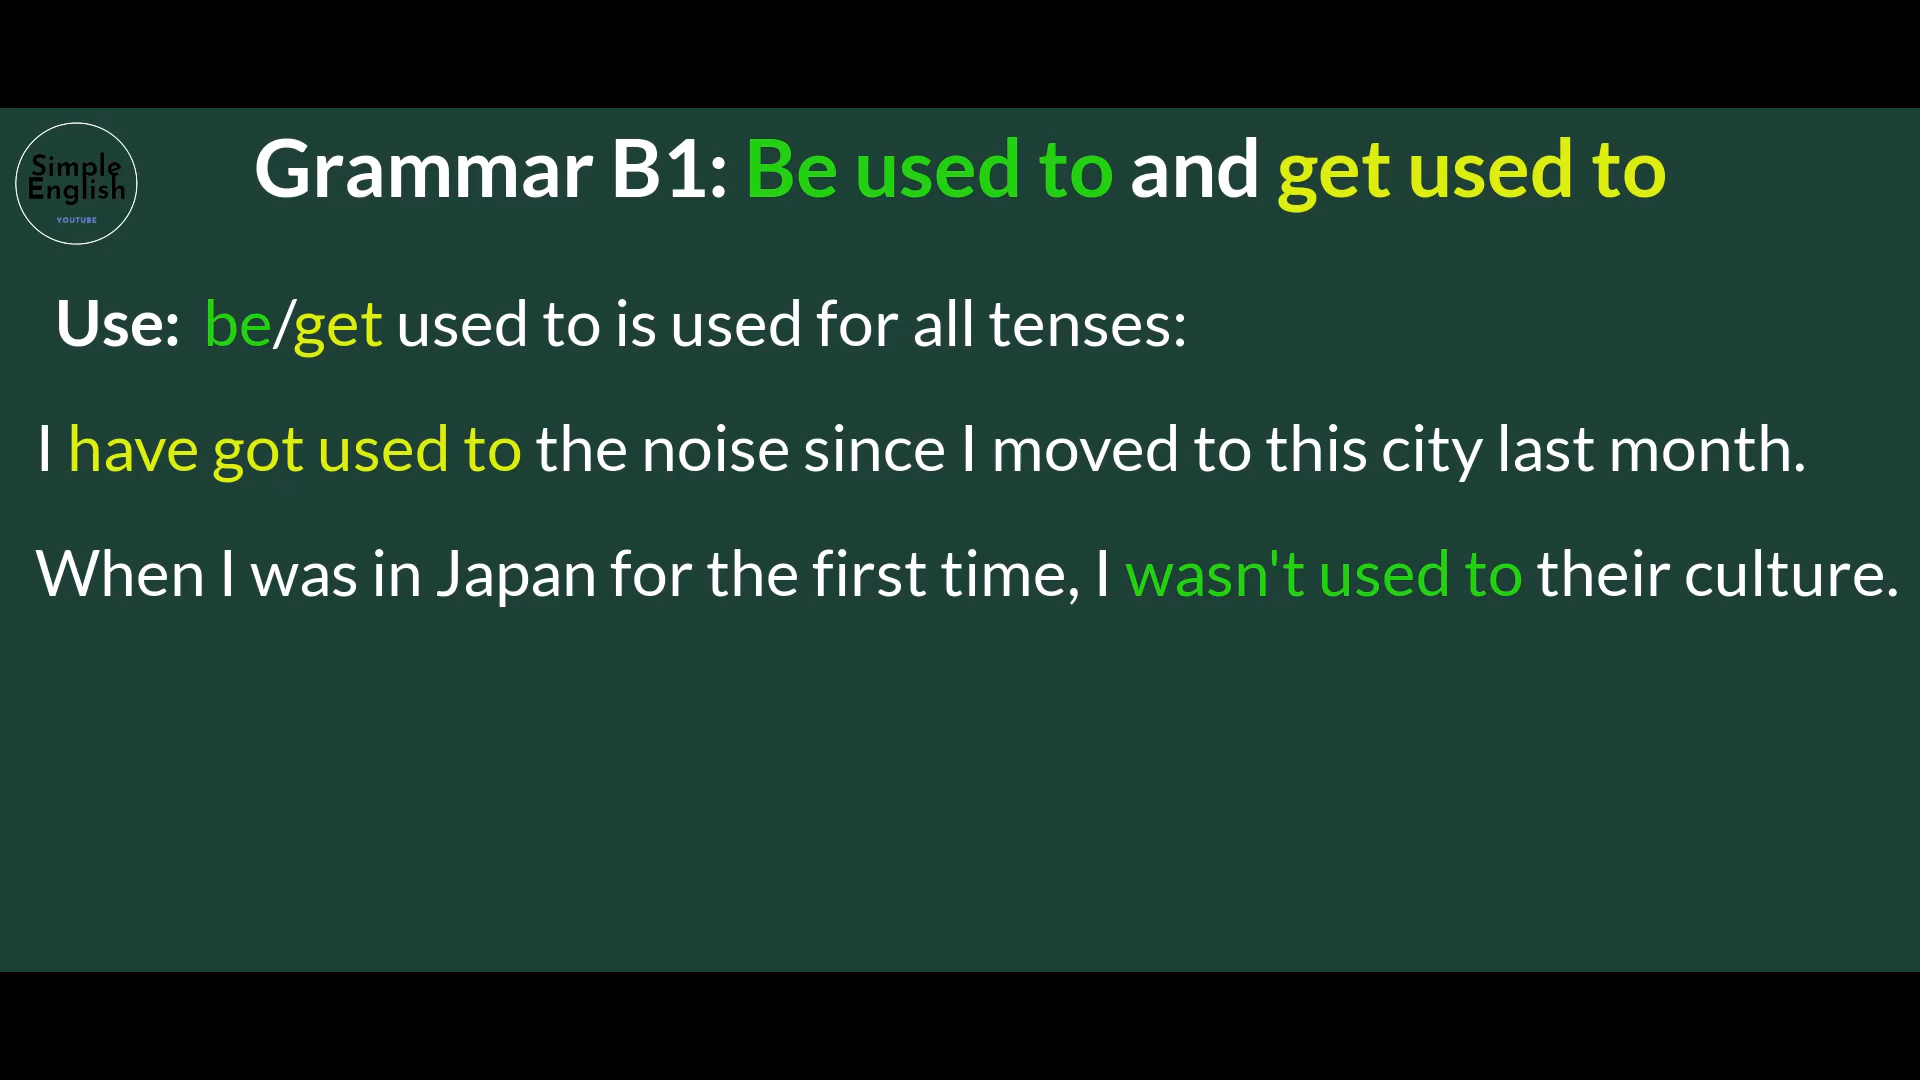 Simple
English
YOUTUBE
Grammar B1: Be used to and get used to
Use: be/get used to is used for all tenses:
I have got used to the noise since I moved to this city last month.
When I was in Japan for the first time, I wasn't used to their culture.